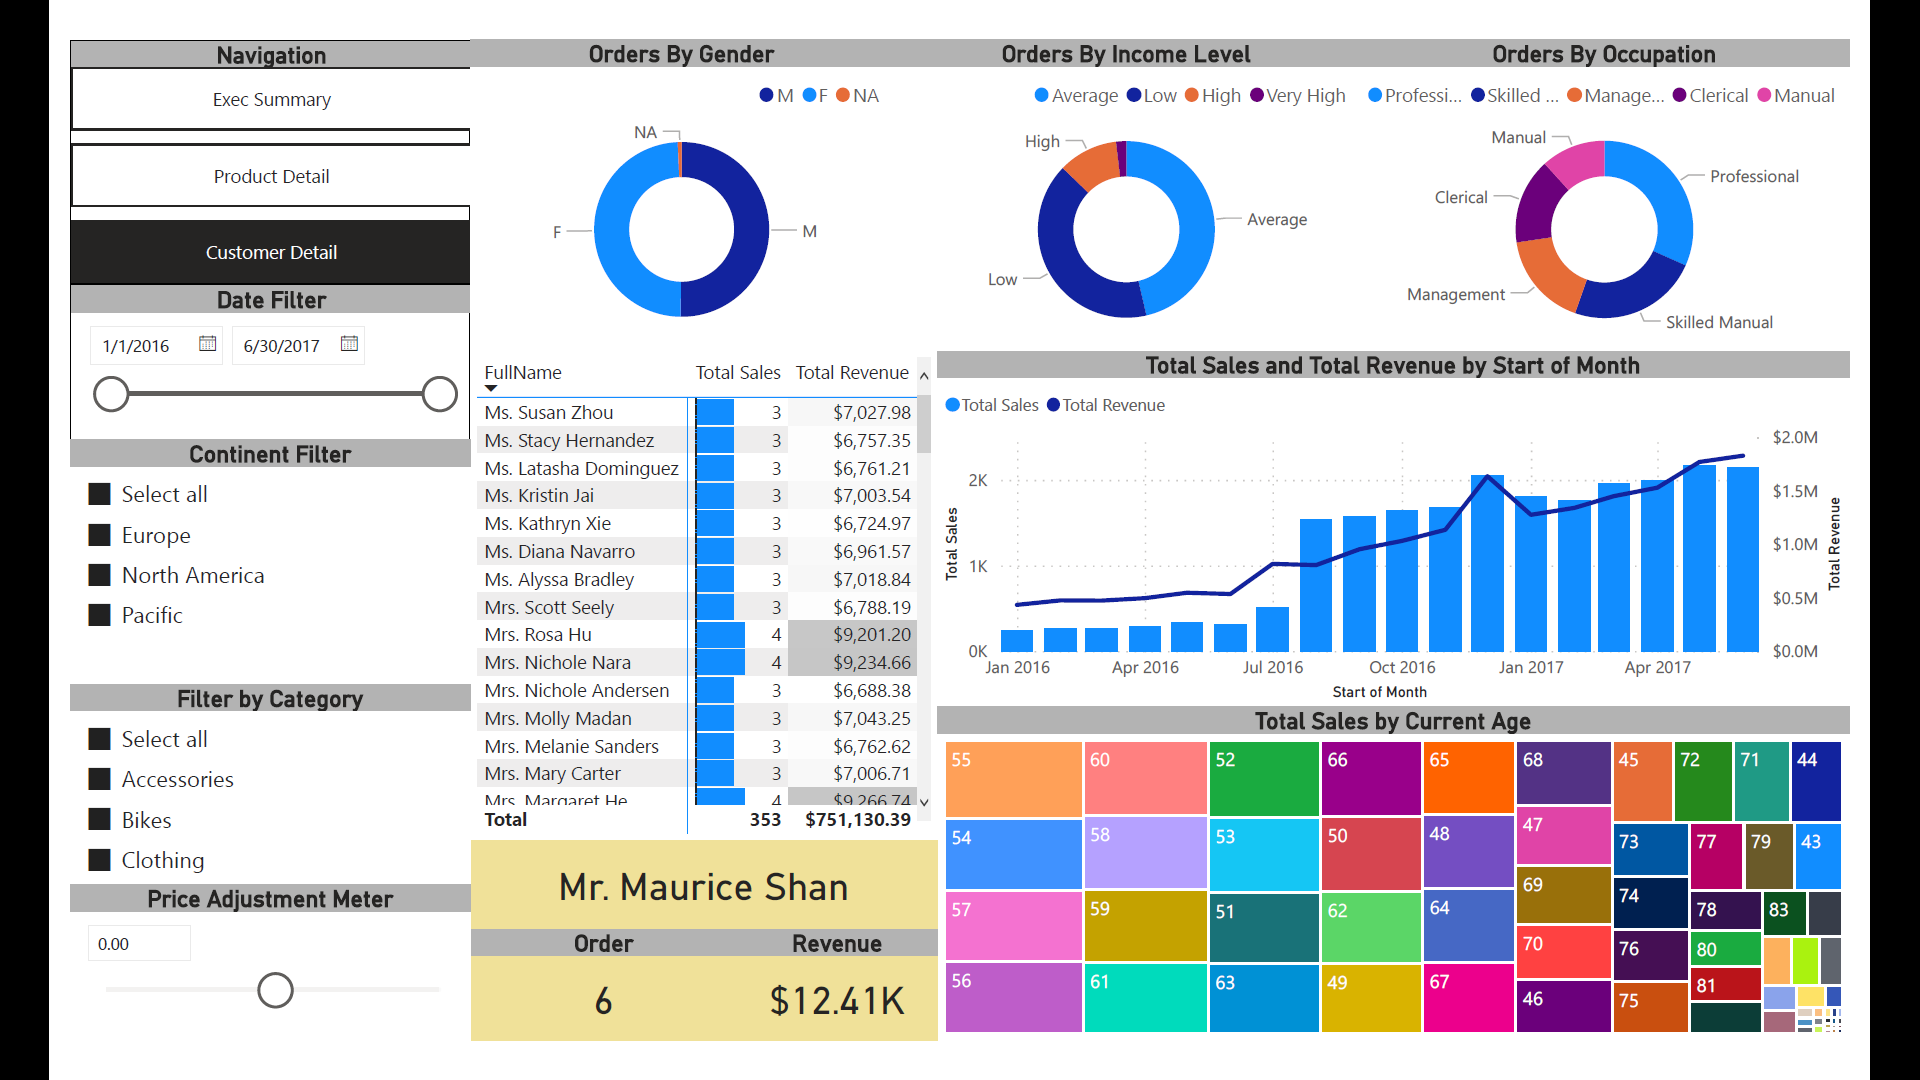 Navigation
Exec Summary
Product Detail
Customer Detail
Date Filter
1/1/2016
6/30/2017
Continent Filter
Select all
Europe
North America
Pacific
Filter by Category
Select all
Accessories
Bikes
Clothing
Price Adjustment Meter
0.00
Orders By Gender
M F NA
NA
F
M
Orders By Income Level
Average Low High Very High
High
Average
Low
Orders By Occupation
Professi... Skilled ... Manage... Clerical Manual
Manual
Professional
Clerical
Management
Skilled Manual
FullName Total Sales Total Revenue
Ms. Susan Zhou 3 $7,027.98
Ms. Stacy Hernandez 3 $6,757.35
Ms. Latasha Dominguez 3 $6,761.21
Ms. Kristin Jai 3 $7,003.54
Ms. Kathryn Xie 3 $6,724.97
Ms. Diana Navarro 3 $6,961.57
Ms. Alyssa Bradley 3 $7,018.84
Mrs. Scott Seely 3 $6,788.19
Mrs. Rosa Hu 4 $9,201.20
Mrs. Nichole Nara 4 $9,234.66
Mrs. Nichole Andersen 3 $6,688.38
Mrs. Molly Madan 3 $7,043.25
Mrs. Melanie Sanders 3 $6,762.62
Mrs. Mary Carter 3 $7,006.71
Mrs. Margaret He 4 $9,266.74
Total 353 $751,130.39
Mr. Maurice Shan
Order Revenue
6 $12.41K
Total Sales and Total Revenue by Start of Month
Total Sales Total Revenue
$2.0M
2K
$1.5M
1K
$1.0M
$0.5M
0K
$0.0M
Total Sales
Total Revenue
Jan 2016 Apr 2016 Jul 2016 Oct 2016 Jan 2017 Apr 2017
Start of Month
Total Sales by Current Age
55 60 52 66 65 68 45 72 71 44
54 58 53 50 48 47 73 77 79 43
57 59 51 62 64 69 74 78 83
56 61 63 49 67 70 76 80
46 75 81